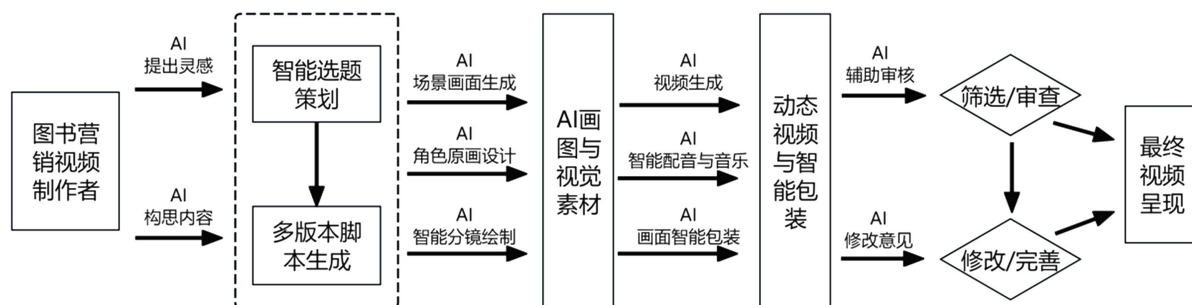 图书营
销视频
制作者
AI
提出灵感
AI
构思内容
智能选题
策划
多版本脚
本生成
AI
场景画面生成
AI
角色原画设计
AI
智能分镜绘制
AI画
图与
视觉
素材
AI
视频生成
AI
智能配音与音乐
AI
画面智能包装
动态
视频
与智
能包
装
AI
辅助审核
AI
修改意见
筛选/审查
修改/完善
最终
视频
呈现